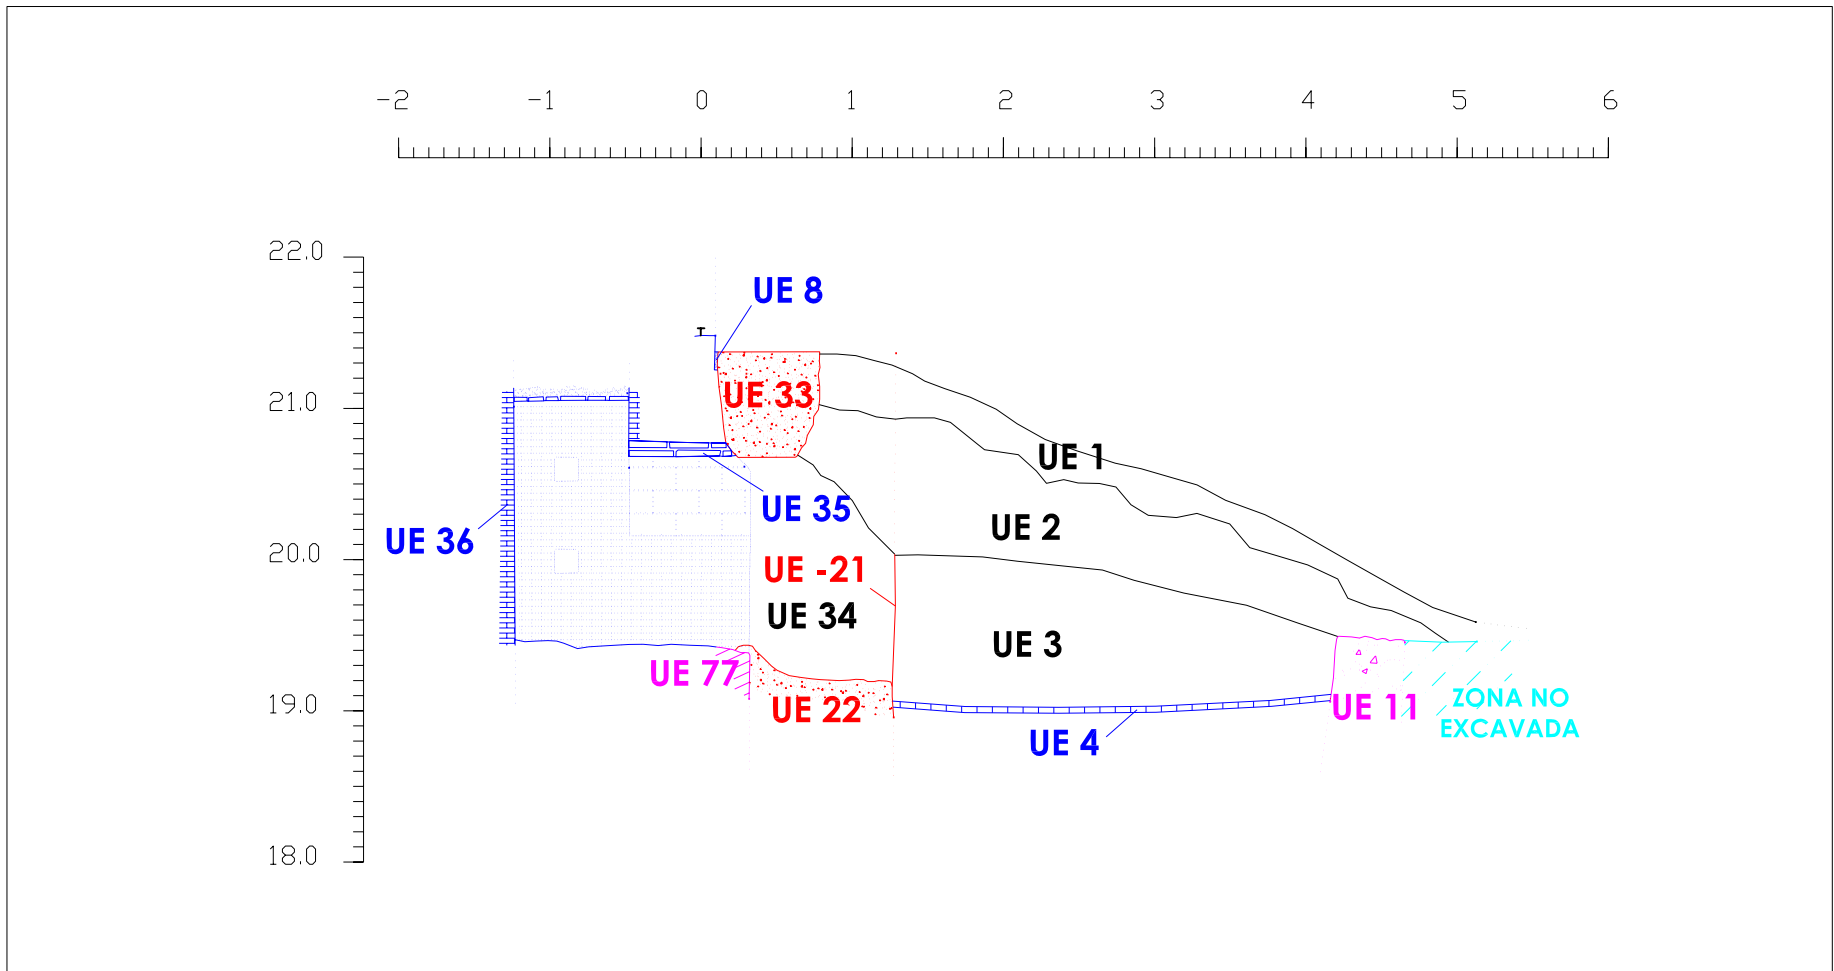 -2 -1 0 1 2 3 4 5 6
22.0
UE 8
21.0
UE 33
UE 1
UE 35
UE 2
UE 36
20.0
UE -21
UE 34
UE 3
UE 77
19.0
UE 22
UE 11
ZONA NO
EXCAVADA
UE 4
18.0